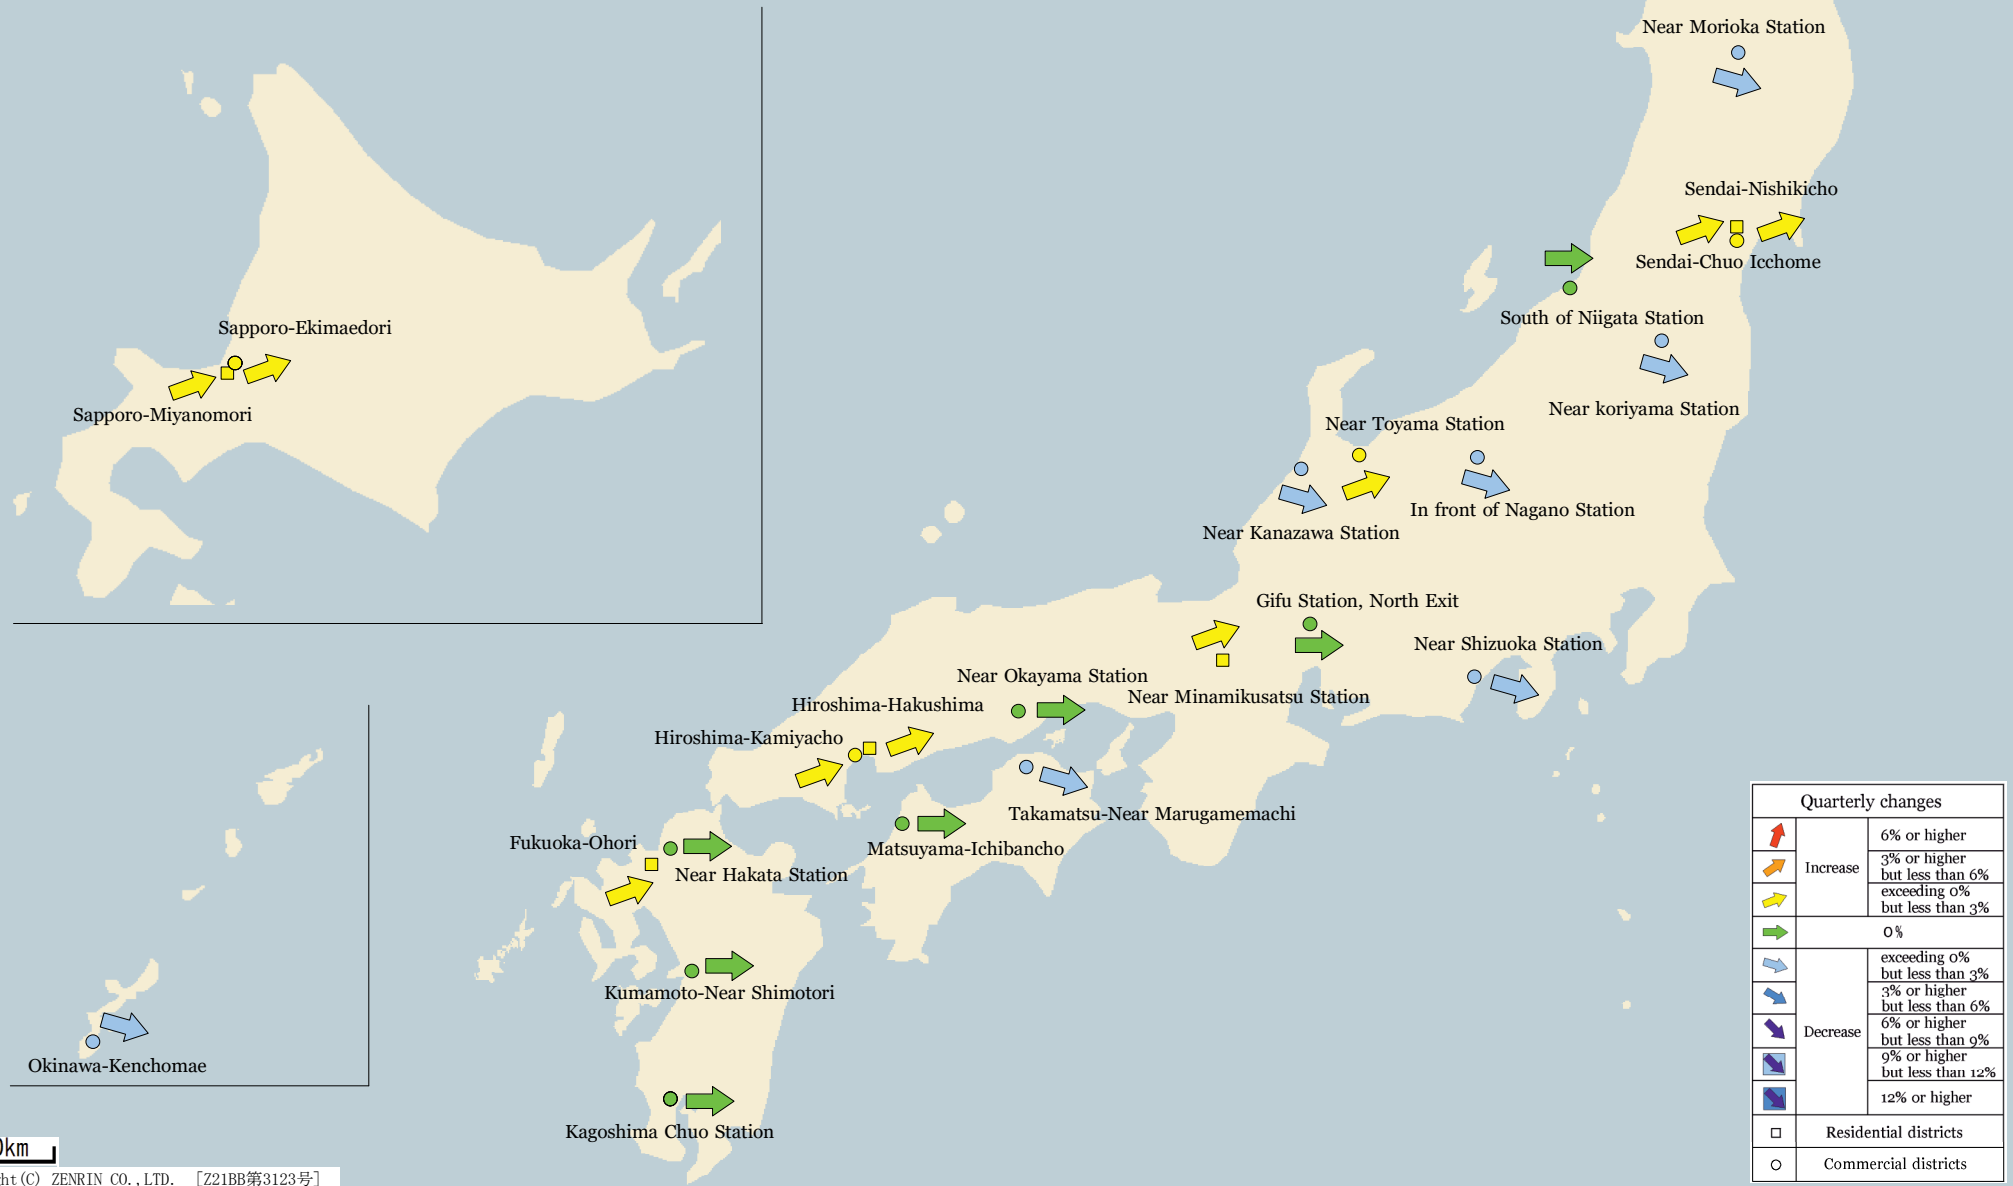 Near Morioka Station
Sendai-Nishikicho
Sendai-Chuo Icchome
South of Niigata Station
Sapporo-Ekimaedori
Sapporo-Miyanomori
Near koriyama Station
Near Toyama Station
In front of Nagano Station
Near Kanazawa Station
Gifu Station, North Exit
Near Shizuoka Station
Near Okayama Station
Near Minamikusatsu Station
Hiroshima-Hakushima
Hiroshima-Kamiyacho
Takamatsu-Near Marugamemachi
Fukuoka-Ohori
Matsuyama-Ichibancho
Near Hakata Station
Kumamoto-Near Shimotori
Okinawa-Kenchomae
Kagoshima Chuo Station
Quarterly changes
Increase
6% or higher
3% or higher
but less than 6%
exceeding 0%
but less than 3%
0%
Decrease
exceeding 0%
but less than 3%
3% or higher
but less than 6%
6% or higher
but less than 9%
9% or higher
but less than 12%
12% or higher
Residential districts
Commercial districts
0km
ht(C) ZENRIN CO.,LTD. [Z21BB第3123号]